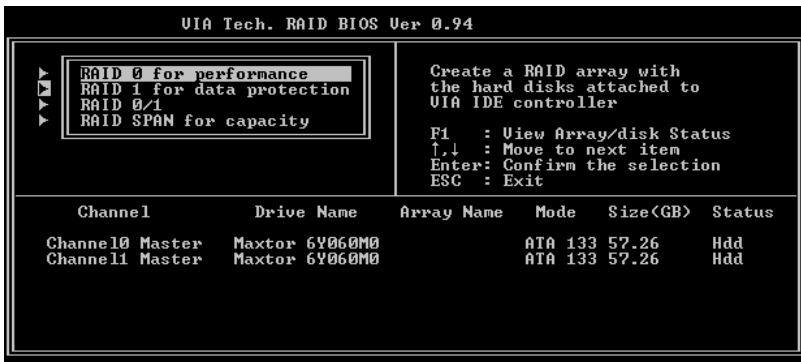 VIA Tech. RAID BIOS Ver 0.94
RAID 0 for performance
RAID 1 for data protection
RAID 0/1
RAID SPAN for capacity
Create a RAID array with
the hard disks attached to
VIA IDE controller
F1 : View Array/disk Status
↑,↓ : Move to next item
Enter: Confirm the selection
ESC : Exit
Channel Drive Name Array Name Mode Size(GB) Status
Channel0 Master Maxtor 6Y060M0 ATA 133 57.26 Hdd
Channel1 Master Maxtor 6Y060M0 ATA 133 57.26 Hdd